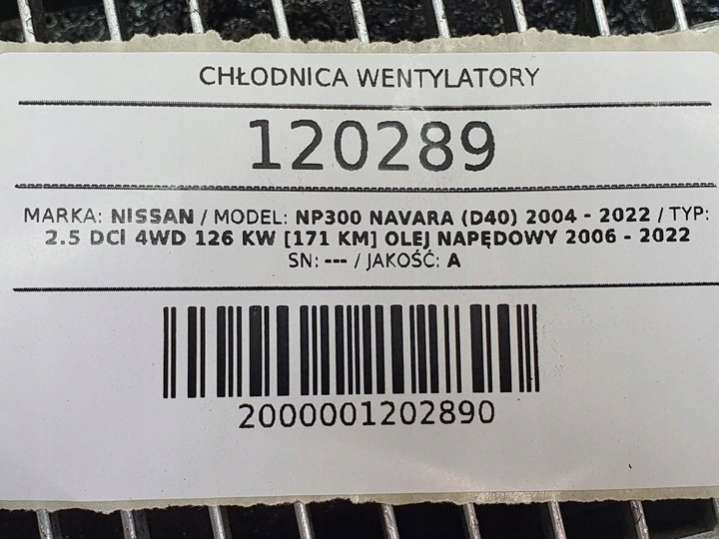 CHŁODNICA WENTYLATORY
120289
MARKA: NISSAN / MODEL: NP300 NAVARA (D40) 2004 - 2022 / TYP:
2.5 DCI 4WD 126 KW [171 KM] OLEJ NAPĘDOWY 2006 - 2022
SN: --- / JAKOŚĆ: A
2000001202890